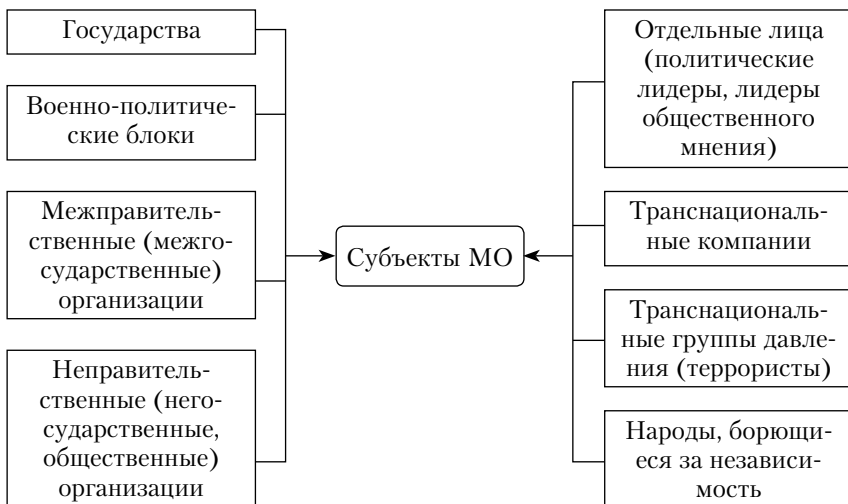 Государства
Военно-политиче-
ские блоки
Межправитель-
ственные (межго-
сударственные)
организации
Неправитель-
ственные (него-
сударственные,
общественные)
организации
Субъекты МО
Отдельные лица
(политические
лидеры, лидеры
общественного
мнения)
Транснациональ-
ные компании
Транснациональ-
ные группы давле-
ния (террористы)
Народы, борющи-
еся за независи-
мость